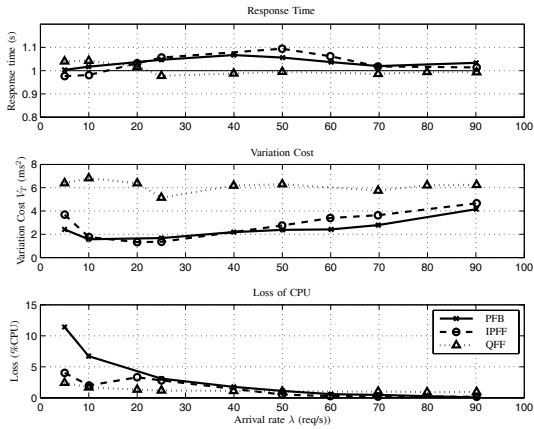 Response Time
Response time (s)
1.1
1
0.9
0.8
0 10 20 30 40 50 60 70 80 90 100
Variation Cost
Variation Cost V_T (ms²)
8
6
4
2
0
0 10 20 30 40 50 60 70 80 90 100
Loss of CPU
Loss (%CPU)
15
10
5
0
0 10 20 30 40 50 60 70 80 90 100
PFB
IPFF
QFF
Arrival rate λ (req/s))